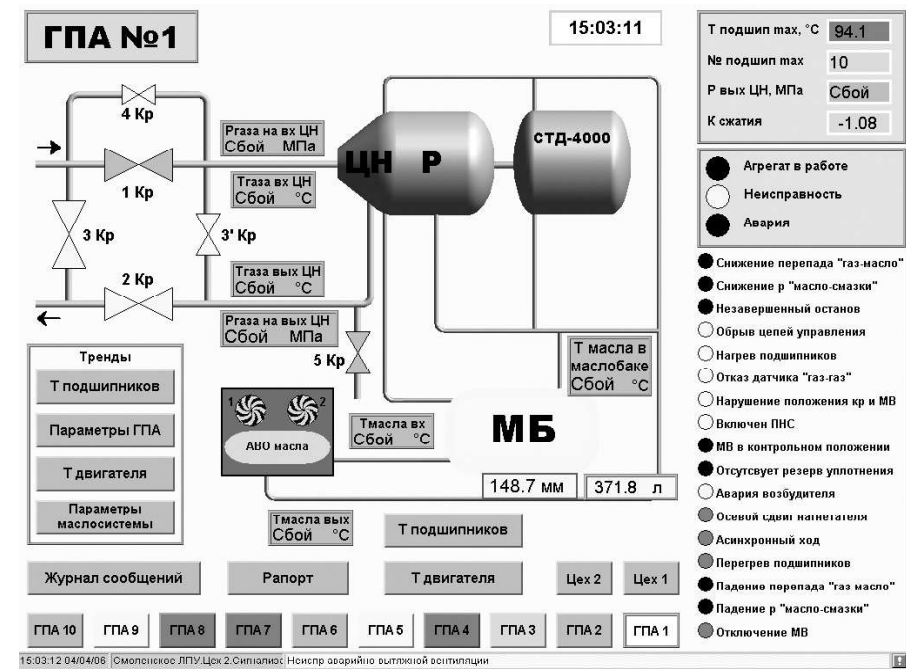 ГПА №1
15:03:11
Т подшип max, °C 94.1
№ подшип max 10
Р вых ЦН, МПа Сбой
К сжатия -1.08
4 Кр
1 Кр
3 Кр
3' Кр
2 Кр
5 Кр
Pгаза на вх ЦН
Сбой МПа
Tгаза вх ЦН
Сбой °C
Tгаза вых ЦН
Сбой °C
Pгаза на вых ЦН
Сбой МПа
ЦН Р
СТД-4000
Агрегат в работе
Неисправность
Авария
Снижение перепада "газ-масло"
Снижение р "масло-смазки"
Незавершенный останов
Обрыв цепей управления
Нагрев подшипников
Отказ датчика "газ-газ"
Нарушение положения кр и МВ
Включен ПНС
МВ в контрольном положении
Отсутсвует резерв уплотнения
Авария возбудителя
Осевой сдвиг нагнетателя
Асинхронный ход
Перегрев подшипников
Падение перепада "газ масло"
Падение р "масло-смазки"
Отключение МВ
Тренды
Т подшипников
Параметры ГПА
Т двигателя
Параметры
маслосистемы
1 2
АВО масла
Tмасла вх
Сбой °C
Т масла в
маслобаке
Сбой °C
МБ
148.7 мм 371.8 л
Tмасла вых
Сбой °C
Т подшипников
Журнал сообщений Рапорт Т двигателя Цех 2 Цех 1
ГПА 10 ГПА 9 ГПА 8 ГПА 7 ГПА 6 ГПА 5 ГПА 4 ГПА 3 ГПА 2 ГПА 1
15:03:12 04/04/06 Смоленское ЛПУ.Цех 2.Сигнализ Неиспр аварийно вытяжной вентиляции